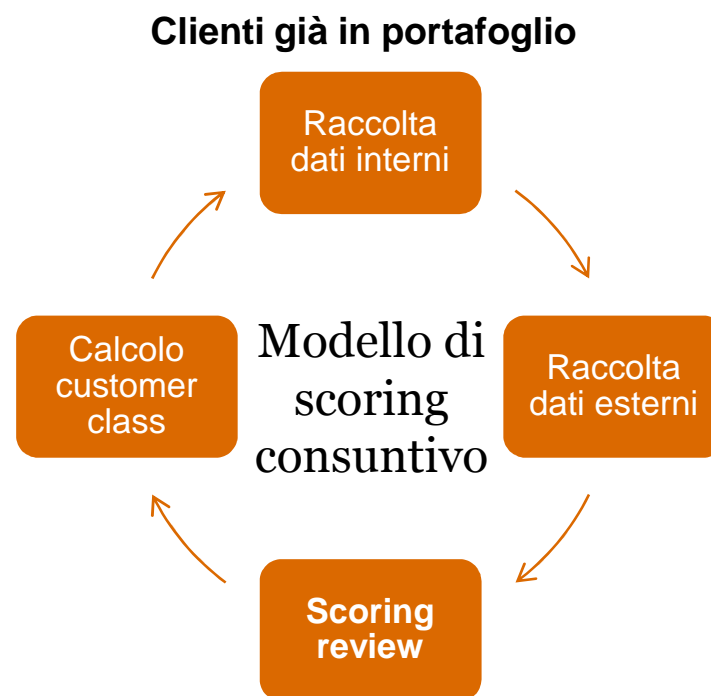 Clienti già in portafoglio
Raccolta
dati interni
Raccolta
dati esterni
Scoring
review
Calcolo
customer
class
Modello di
scoring
consuntivo